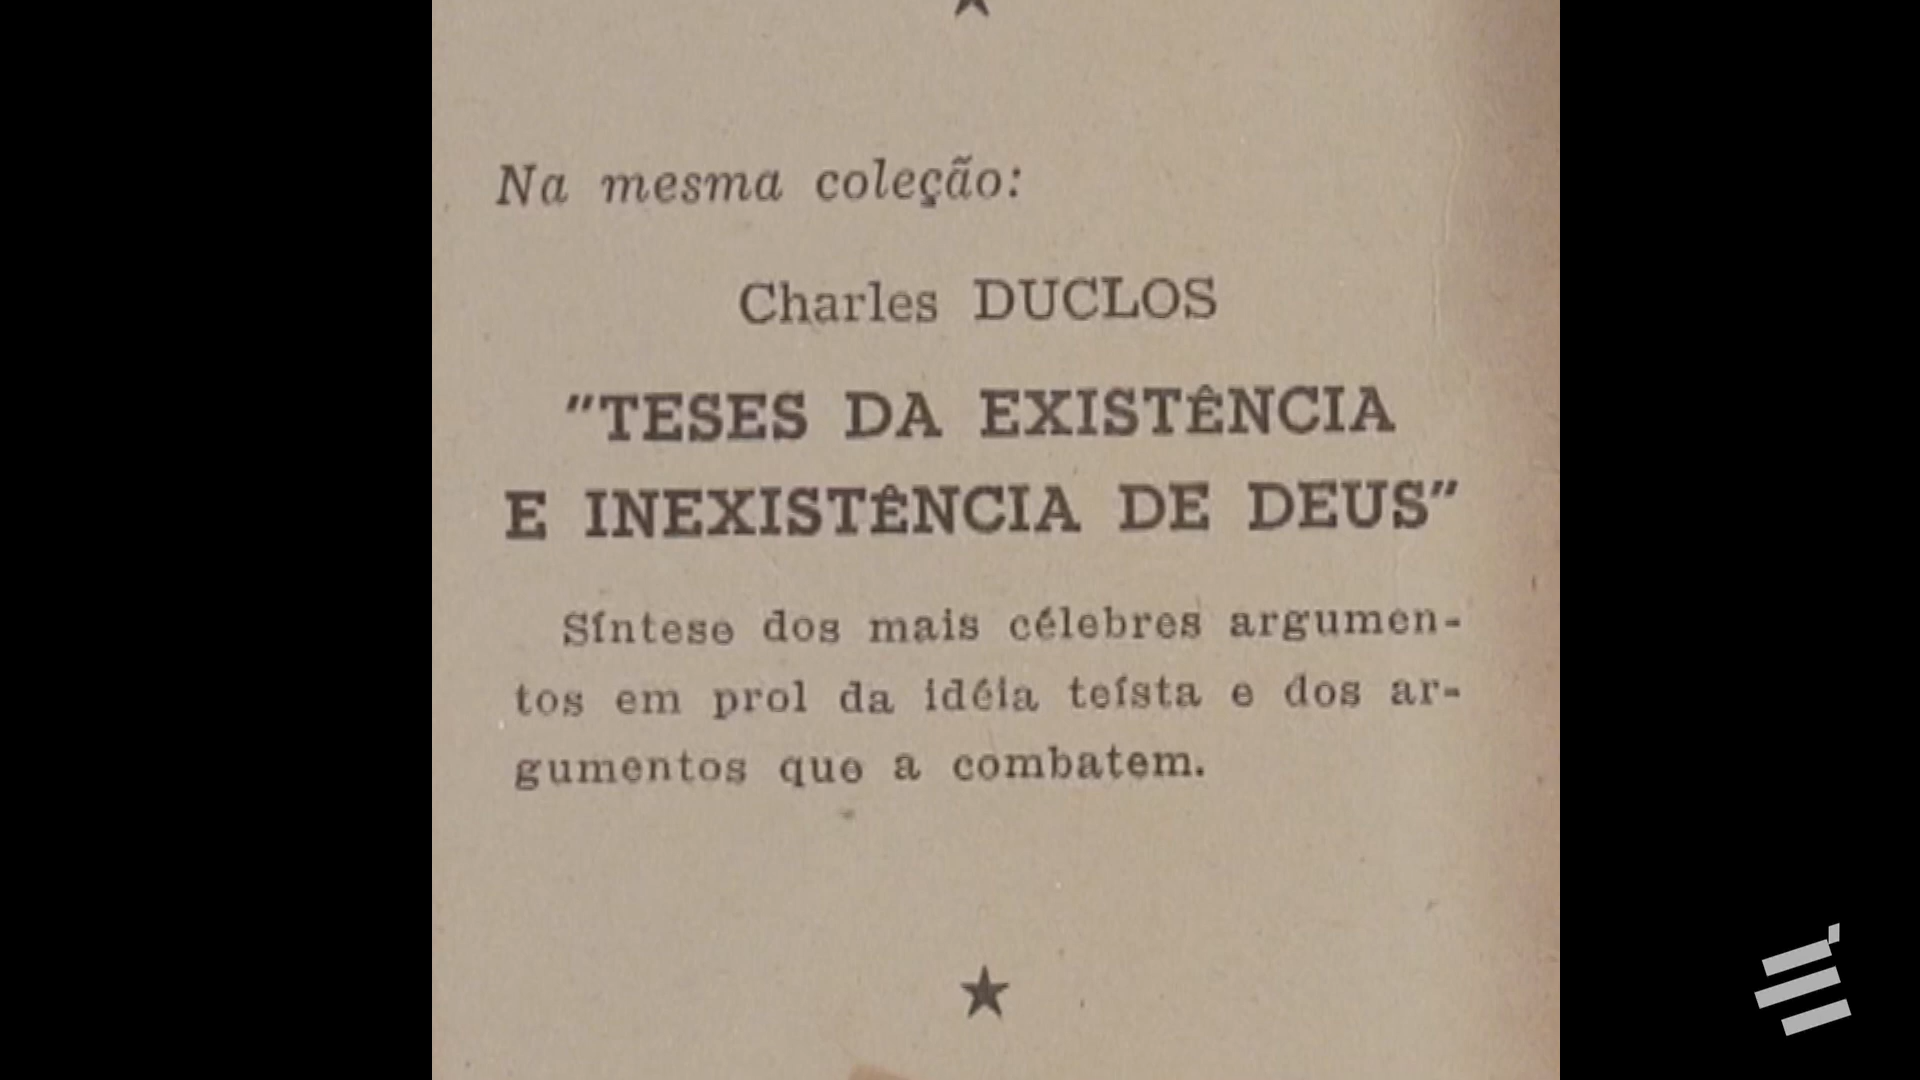 Na mesma coleção:
Charles DUCLOS
"TESES DA EXISTÊNCIA
E INEXISTÊNCIA DE DEUS"
Síntese dos mais célebres argumen-
tos em prol da idéia teísta e dos ar-
gumentos que a combatem.